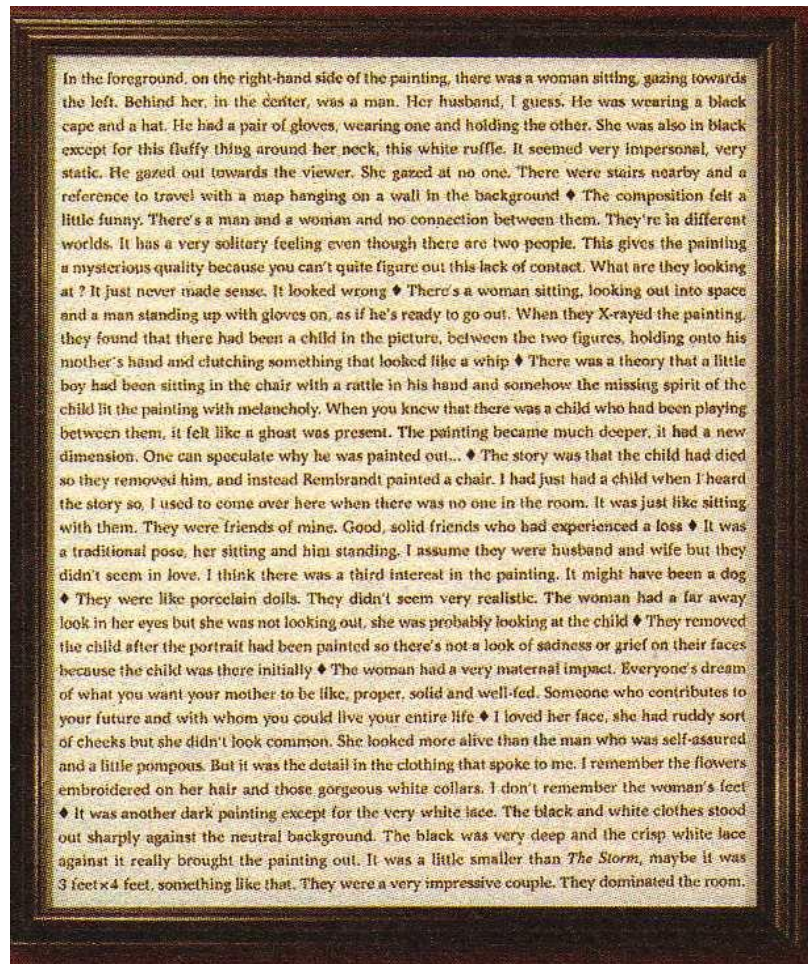 In the foreground, on the right-hand side of the painting, there was a woman sitting, gazing towards
the left. Behind her, in the center, was a man. Her husband, I guess. He was wearing a black
cape and a hat. He had a pair of gloves, wearing one and holding the other. She was also in black
except for this fluffy thing around her neck, this white ruffle. It seemed very impersonal, very
static. He gazed out towards the viewer. She gazed at no one. There were stairs nearby and a
reference to travel with a map hanging on a wall in the background ♦ The composition felt a
little funny. There's a man and a woman and no connection between them. They're in different
worlds. It has a very solitary feeling even though there are two people. This gives the painting
a mysterious quality because you can't quite figure out this lack of contact. What are they looking
at ? It just never made sense. It looked wrong ♦ There's a woman sitting, looking out into space
and a man standing up with gloves on, as if he's ready to go out. When they X-rayed the painting,
they found that there had been a child in the picture, between the two figures, holding onto his
mother's hand and clutching something that looked like a whip ♦ There was a theory that a little
boy had been sitting in the chair with a rattle in his hand and somehow the missing spirit of the
child lit the painting with melancholy. When you knew that there was a child who had been playing
between them, it felt like a ghost was present. The painting became much deeper, it had a new
dimension. One can speculate why he was painted out... ♦ The story was that the child had died
so they removed him, and instead Rembrandt painted a chair. I had just had a child when I heard
the story so, I used to come over here when there was no one in the room. It was just like sitting
with them. They were friends of mine. Good, solid friends who had experienced a loss ♦ It was
a traditional pose, her sitting and him standing. I assume they were husband and wife but they
didn't seem in love. I think there was a third interest in the painting. It might have been a dog
♦ They were like porcelain dolls. They didn't seem very realistic. The woman had a far away
look in her eyes but she was not looking out, she was probably looking at the child ♦ They removed
the child after the portrait had been painted so there's not a look of sadness or grief on their faces
because the child was there initially ♦ The woman had a very maternal impact. Everyone's dream
of what you want your mother to be like, proper, solid and well-fed. Someone who contributes to
your future and with whom you could live your entire life ♦ I loved her face, she had ruddy sort
of cheeks but she didn't look common. She looked more alive than the man who was self-assured
and a little pompous. But it was the detail in the clothing that spoke to me. I remember the flowers
embroidered on her hair and those gorgeous white collars. I don't remember the woman's feet
♦ It was another dark painting except for the very white lace. The black and white clothes stood
out sharply against the neutral background. The black was very deep and the crisp white lace
against it really brought the painting out. It was a little smaller than The Storm, maybe it was
3 feet×4 feet, something like that. They were a very impressive couple. They dominated the room.